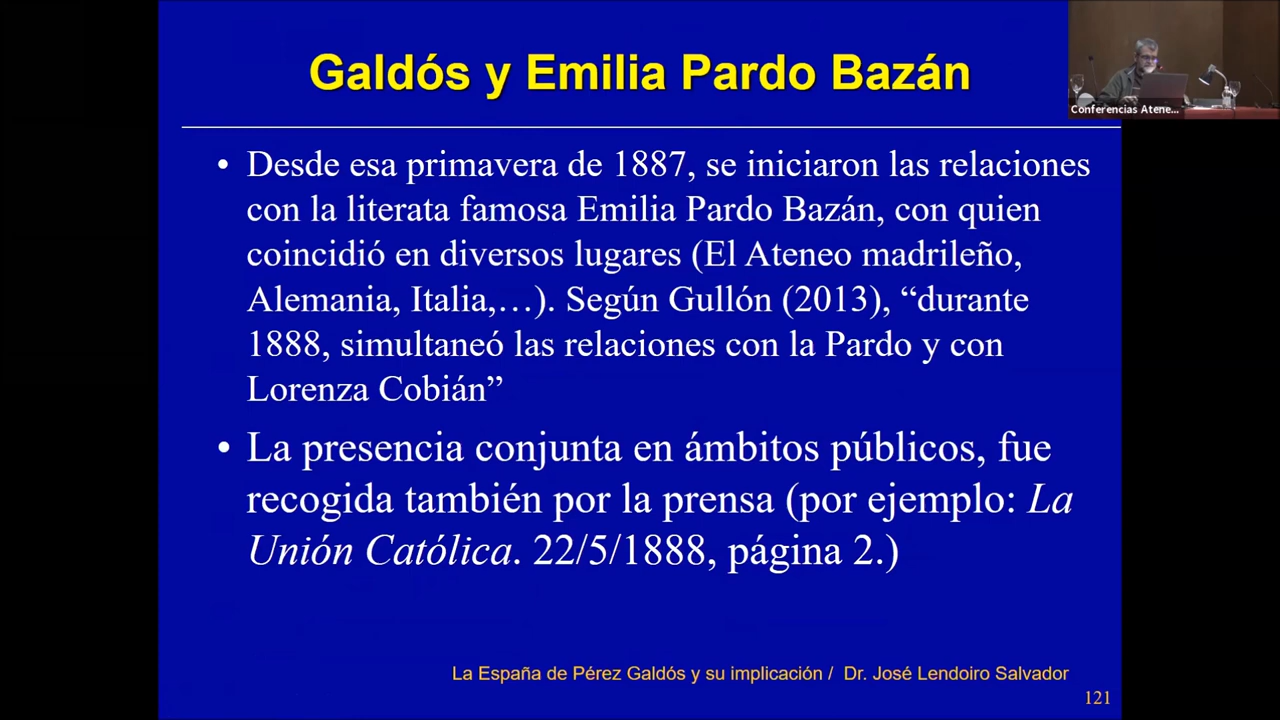 Galdós y Emilia Pardo Bazán
Conferencias Atene...
• Desde esa primavera de 1887, se iniciaron las relaciones
con la literata famosa Emilia Pardo Bazán, con quien
coincidió en diversos lugares (El Ateneo madrileño,
Alemania, Italia,…). Según Gullón (2013), “durante
1888, simultaneó las relaciones con la Pardo y con
Lorenza Cobián”
• La presencia conjunta en ámbitos públicos, fue
recogida también por la prensa (por ejemplo: La
Unión Católica. 22/5/1888, página 2.)
La España de Pérez Galdós y su implicación / Dr. José Lendoiro Salvador
121